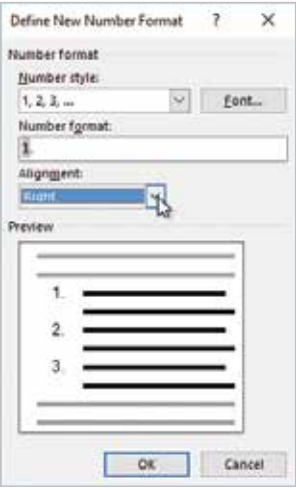 Define New Number Format ? ×
Number format
Number style:
1, 2, 3, ...
Font...
Number format:
1.
Alignment:
Right
Preview
1.
2.
3.
OK Cancel